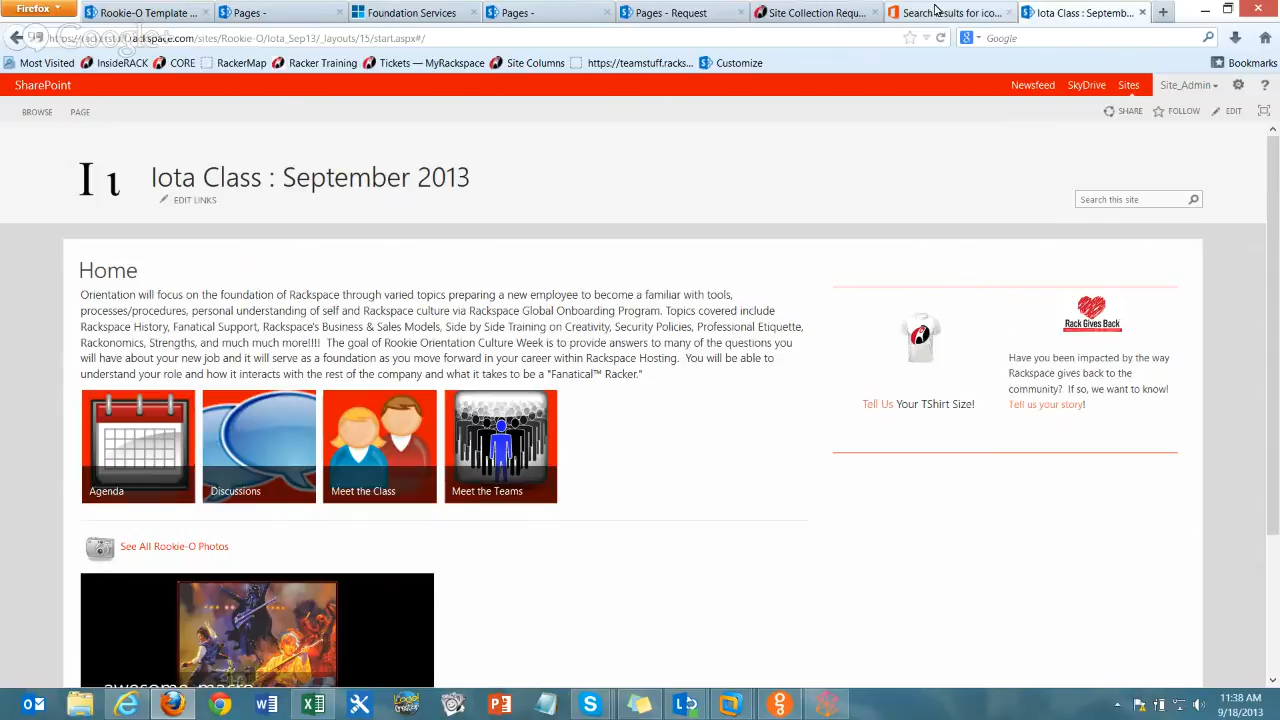 Firefox
Rookie-O Template ...
Pages -
Foundation Services
Pages -
Pages - Request
Site Collection Requ...
Search Results for ico...
Iota Class : Septemb...
.rackspace.com/sites/Rookie-O/Iota_Sep13/_layouts/15/start.aspx#/
Google
Most Visited
InsideRACK
CORE
RackerMap
Racker Training
Tickets — MyRackspace
Site Columns
https://teamstuff.racks...
Customize
Bookmarks
SharePoint
Newsfeed
SkyDrive
Sites
Site_Admin
?
BROWSE
PAGE
SHARE
FOLLOW
EDIT
I ι
Iota Class : September 2013
EDIT LINKS
Search this site
Home
Orientation will focus on the foundation of Rackspace through varied topics preparing a new employee to become a familiar with tools,
processes/procedures, personal understanding of self and Rackspace culture via Rackspace Global Onboarding Program. Topics covered include
Rackspace History, Fanatical Support, Rackspace's Business & Sales Models, Side by Side Training on Creativity, Security Policies, Professional Etiquette,
Rackonomics, Strengths, and much much more!!!!  The goal of Rookie Orientation Culture Week is to provide answers to many of the questions you
will have about your new job and it will serve as a foundation as you move forward in your career within Rackspace Hosting.  You will be able to
understand your role and how it interacts with the rest of the company and what it takes to be a "Fanatical™ Racker."
Agenda
Discussions
Meet the Class
Meet the Teams
See All Rookie-O Photos
awesome macro
Tell Us Your TShirt Size!
Rack Gives Back
Have you been impacted by the way
Rackspace gives back to the
community?  If so, we want to know!
Tell us your story!
11:38 AM
9/18/2013